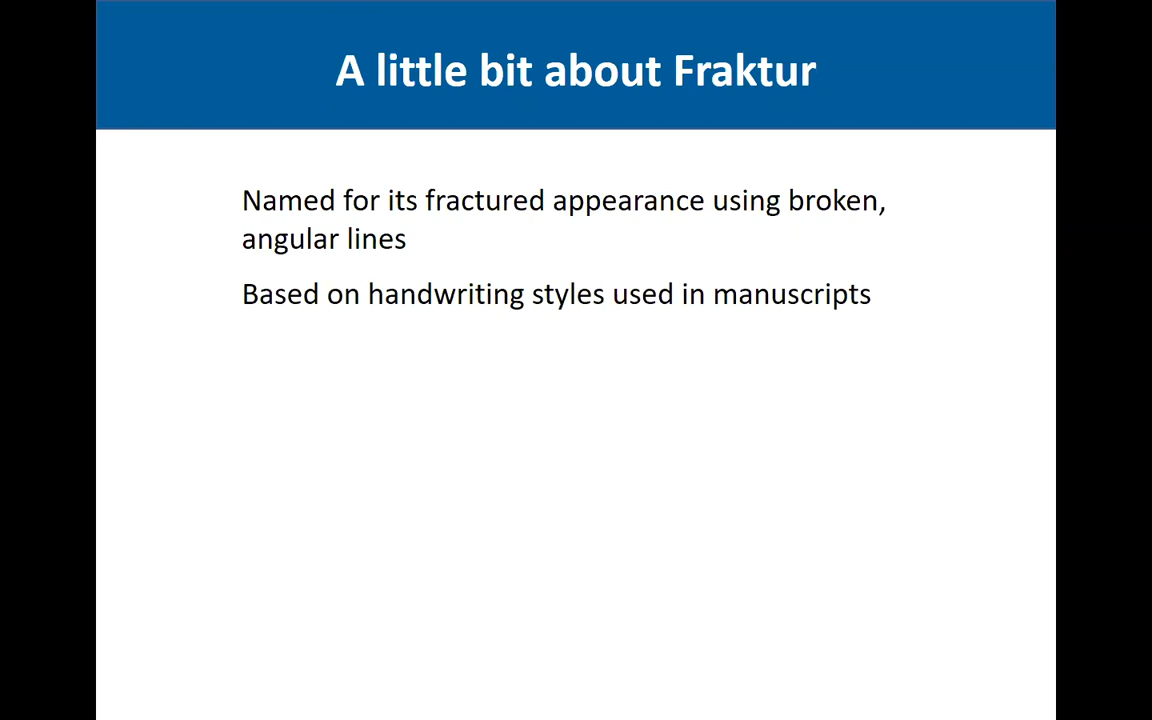 A little bit about Fraktur
Named for its fractured appearance using broken,
angular lines
Based on handwriting styles used in manuscripts